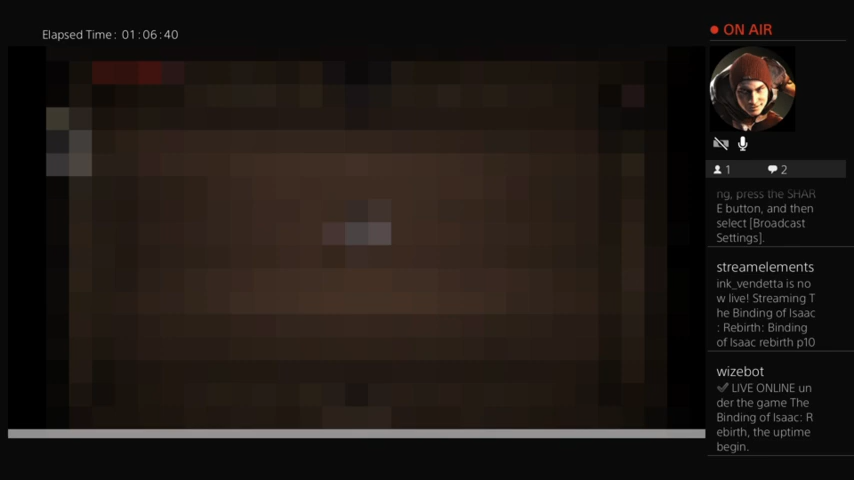 Elapsed Time: 01:06:40
ON AIR
1
2
ng, press the SHAR
E button, and then
select [Broadcast
Settings].
streamelements
ink_vendetta is no
w live! Streaming T
he Binding of Isaac
: Rebirth: Binding
of Isaac rebirth p10
wizebot
✓ LIVE ONLINE un
der the game The
Binding of Isaac: R
ebirth, the uptime
begin.